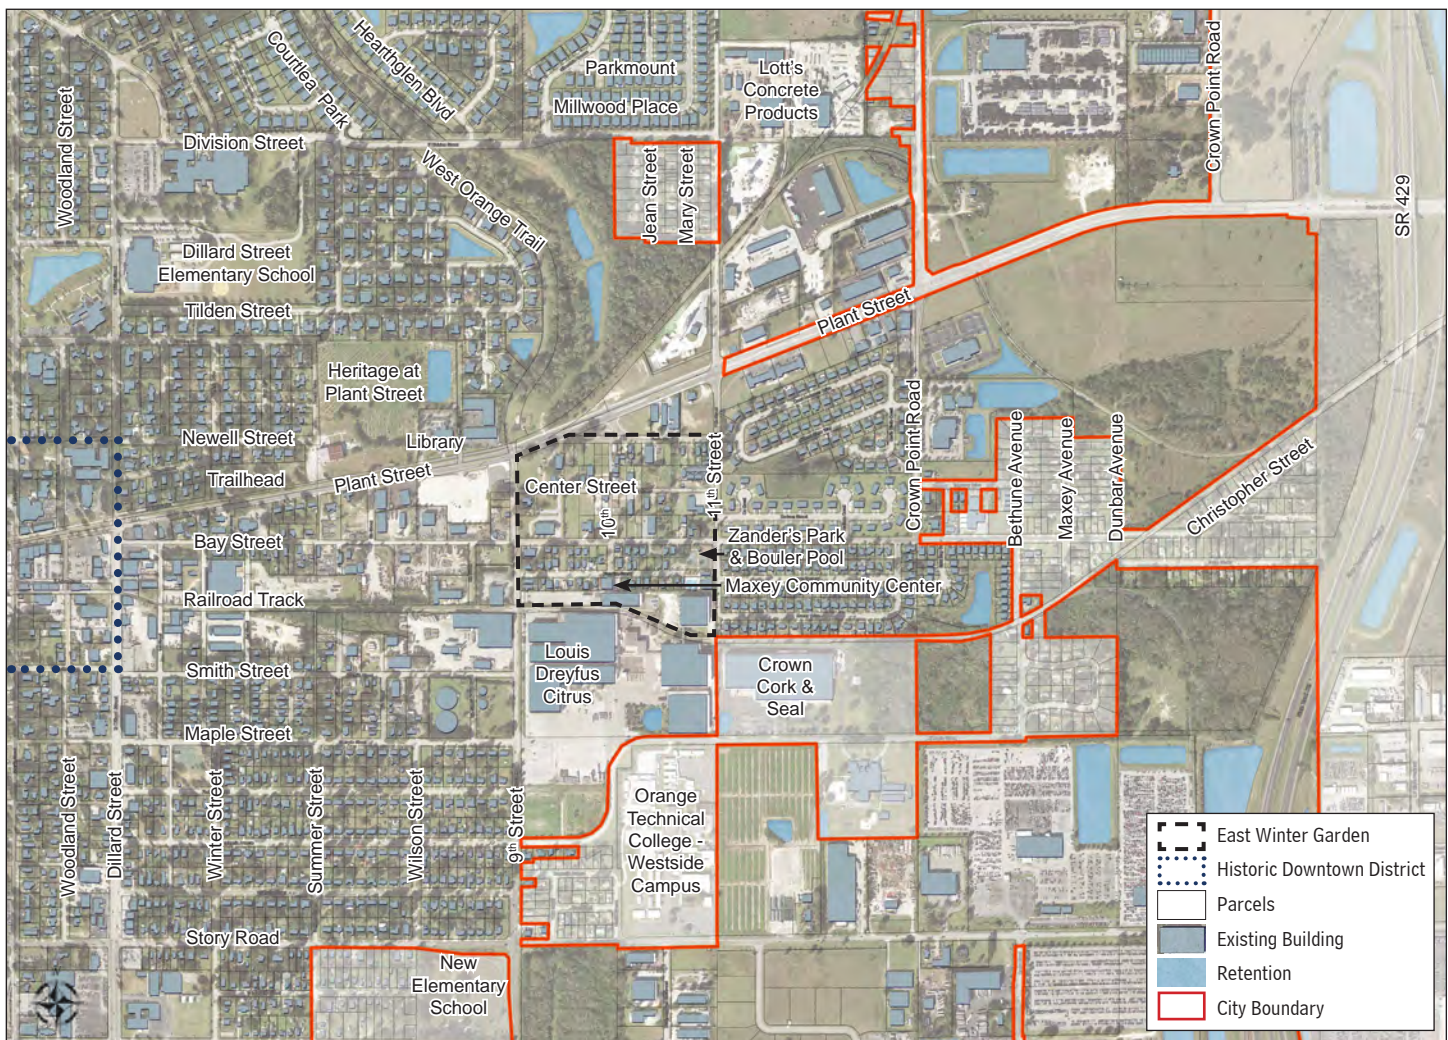 Woodland Street
Courtlea Park
Hearthglen Blvd
Parkmount
Millwood Place
Lott's
Concrete
Products
Crown Point Road
SR 429
Division Street
West Orange Trail
Jean Street
Mary Street
Dillard Street
Elementary School
Tilden Street
Plant Street
Heritage at
Plant Street
Newell Street
Library
Trailhead
Plant Street
Center Street
10th
11th Street
Crown Point Road
Bethune Avenue
Maxey Avenue
Dunbar Avenue
Christopher Street
Bay Street
Zander's Park
& Bouler Pool
Railroad Track
Maxey Community Center
Smith Street
Louis
Dreyfus
Citrus
Crown
Cork &
Seal
Maple Street
Woodland Street
Dillard Street
Winter Street
Summer Street
Wilson Street
9th Street
Orange
Technical
College -
Westside
Campus
Story Road
New
Elementary
School
East Winter Garden
Historic Downtown District
Parcels
Existing Building
Retention
City Boundary